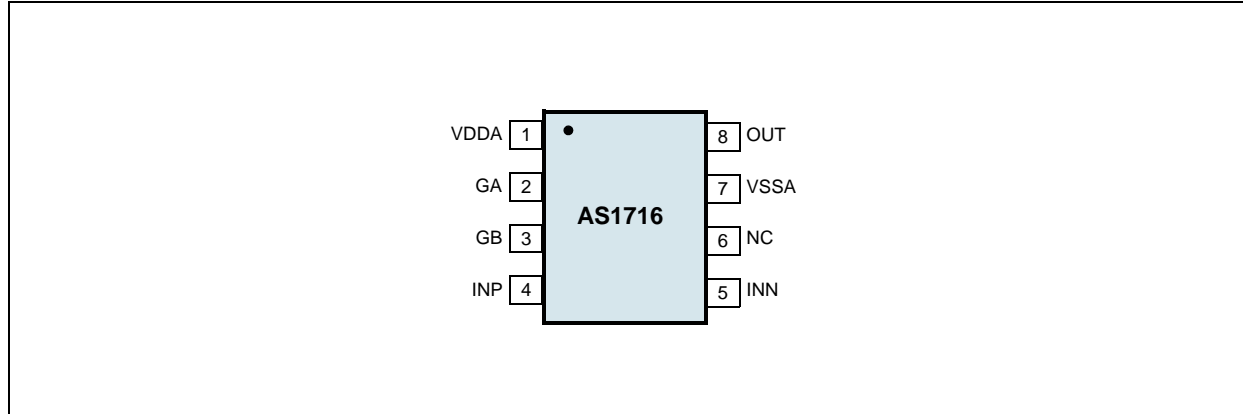 VDDA 1 8 OUT
GA 2 7 VSSA
AS1716
GB 3 6 NC
INP 4 5 INN